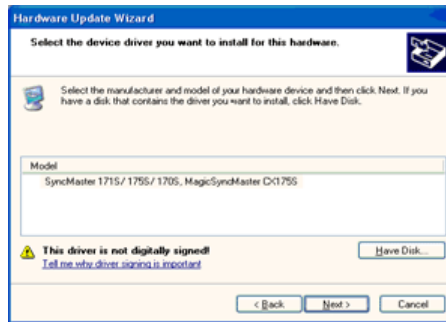 Hardware Update Wizard
Select the device driver you want to install for this hardware.
Select the manufacturer and model of your hardware device and then click Next. If you
have a disk that contains the driver you want to install, click Have Disk.
Model
SyncMaster 171S/ 175S/ 170S, MagicSyncMaster CX175S
This driver is not digitally signed!
Have Disk...
Tell me why driver signing is important
< Back
Next >
Cancel